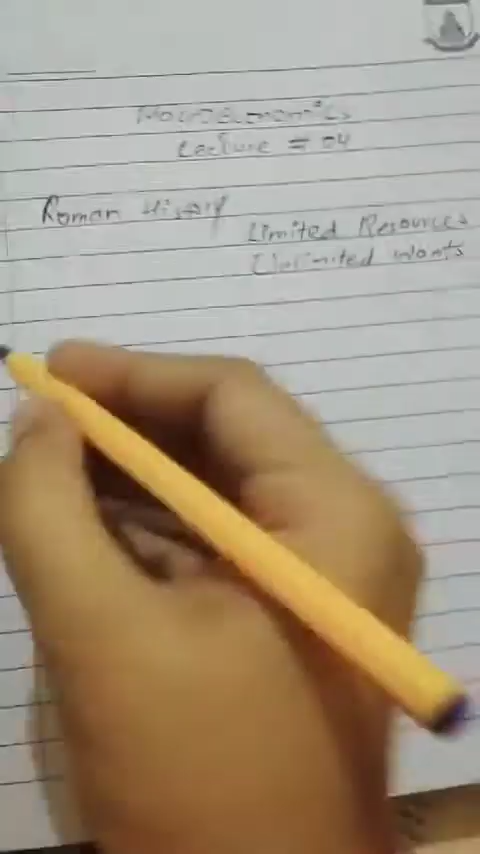 Macroeconomics
Lecture # 04
Roman History
Limited Resources
Unlimited Wants